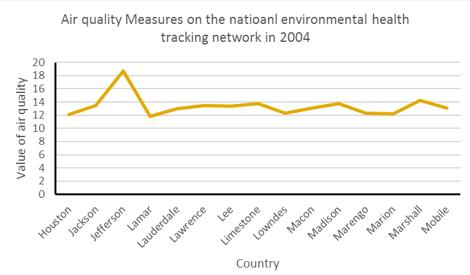 Air quality Measures on the natioanl environmental health
tracking network in 2004
Value of air quality
20
18
16
14
12
10
8
6
4
2
0
Houston
Jackson
Jefferson
Lamar
Lauderdale
Lawrence
Lee
Limestone
Lowndes
Macon
Madison
Marengo
Marion
Marshall
Mobile
Country